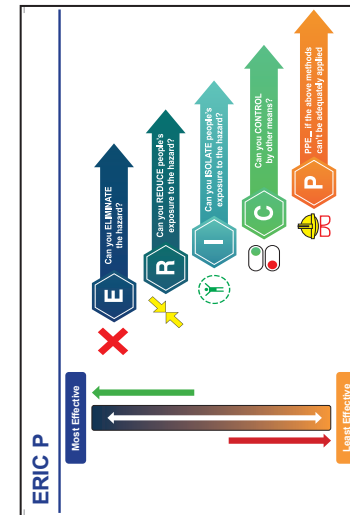 ERIC P
Most Effective
Least Effective
E
Can you ELIMINATE
the hazard?
R
Can you REDUCE people's
exposure to the hazard?
I
Can you ISOLATE people's
exposure to the hazard?
C
Can you CONTROL
by other means?
P
PPE... if the above methods
can't be adequately applied